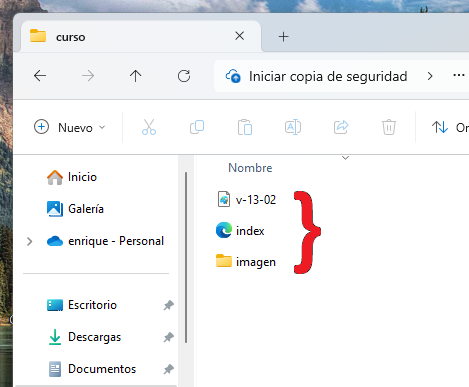 curso
Iniciar copia de seguridad
Nuevo
Or
Nombre
Inicio
v-13-02
Galería
index
enrique - Personal
imagen
Escritorio
Descargas
Documentos